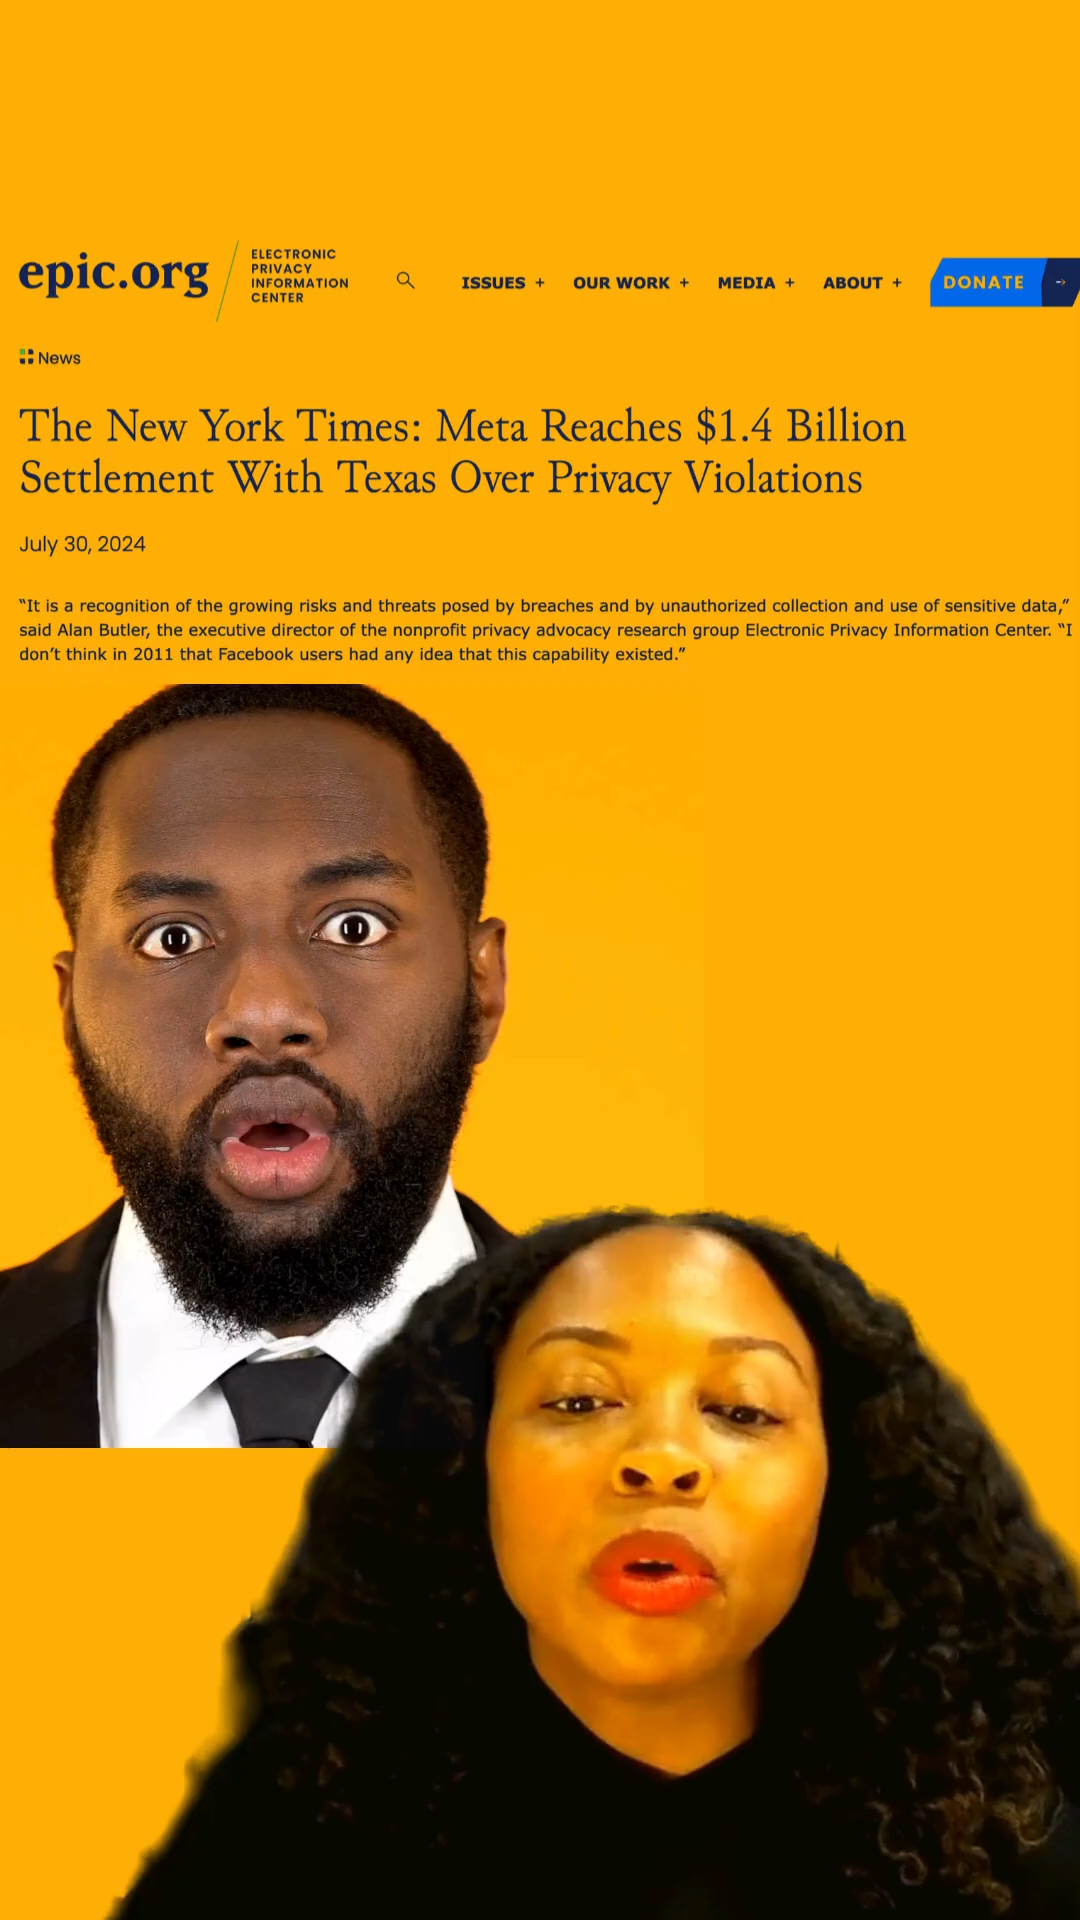 epic.org
ELECTRONIC
PRIVACY
INFORMATION
CENTER
ISSUES +
OUR WORK +
MEDIA +
ABOUT +
DONATE
News
The New York Times: Meta Reaches $1.4 Billion
Settlement With Texas Over Privacy Violations
July 30, 2024
“It is a recognition of the growing risks and threats posed by breaches and by unauthorized collection and use of sensitive data,”
said Alan Butler, the executive director of the nonprofit privacy advocacy research group Electronic Privacy Information Center. “I
don’t think in 2011 that Facebook users had any idea that this capability existed.”